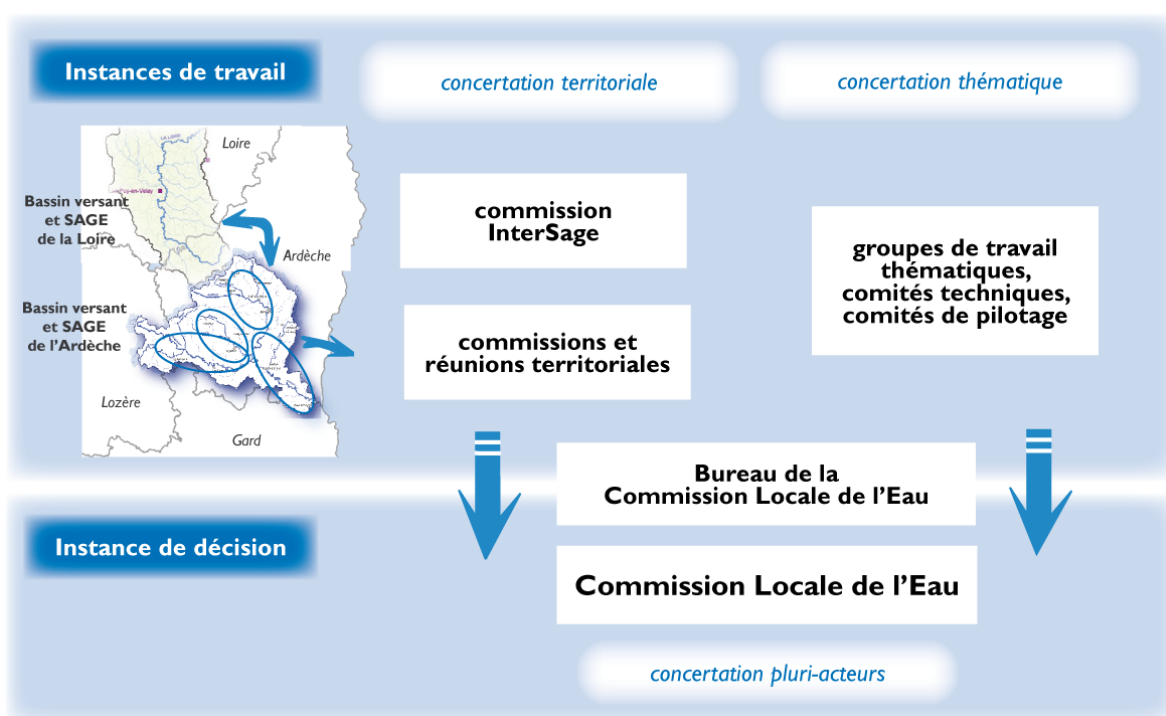 Instances de travail
concertation territoriale
concertation thématique
Loire
Bassin versant
et SAGE
de la Loire
Ardèche
Bassin versant
et SAGE
de l'Ardèche
Lozère
Gard
commission
InterSage
commissions et
réunions territoriales
groupes de travail
thématiques,
comités techniques,
comités de pilotage
Bureau de la
Commission Locale de l'Eau
Instance de décision
Commission Locale de l'Eau
concertation pluri-acteurs